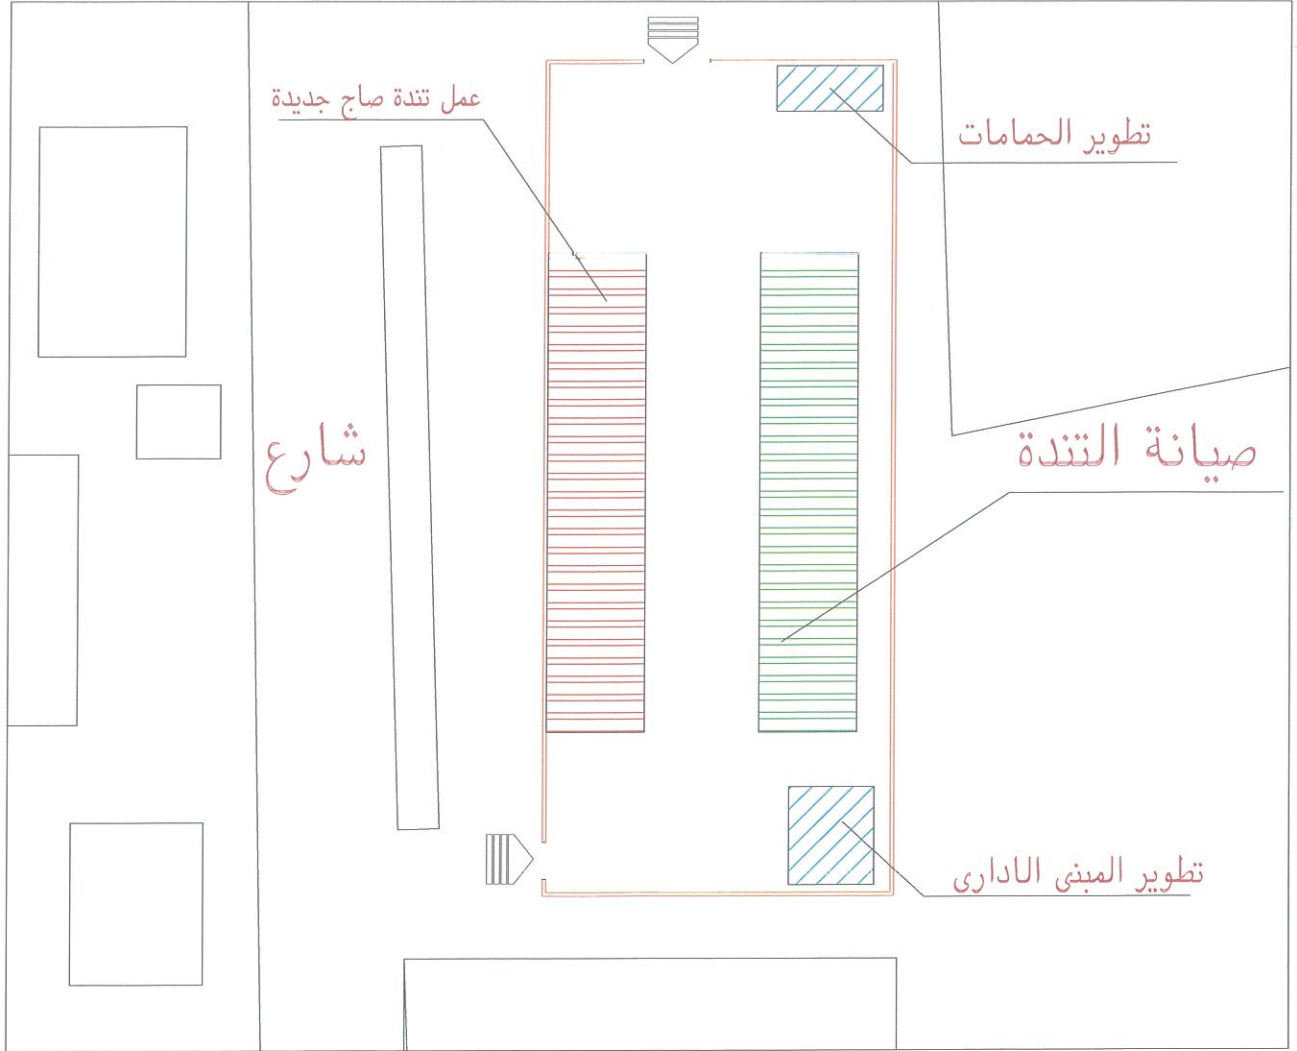 عمل تندة صاج جديدة
تطوير الحمامات
شارع
صيانة التندة
تطوير المبنى الادارى